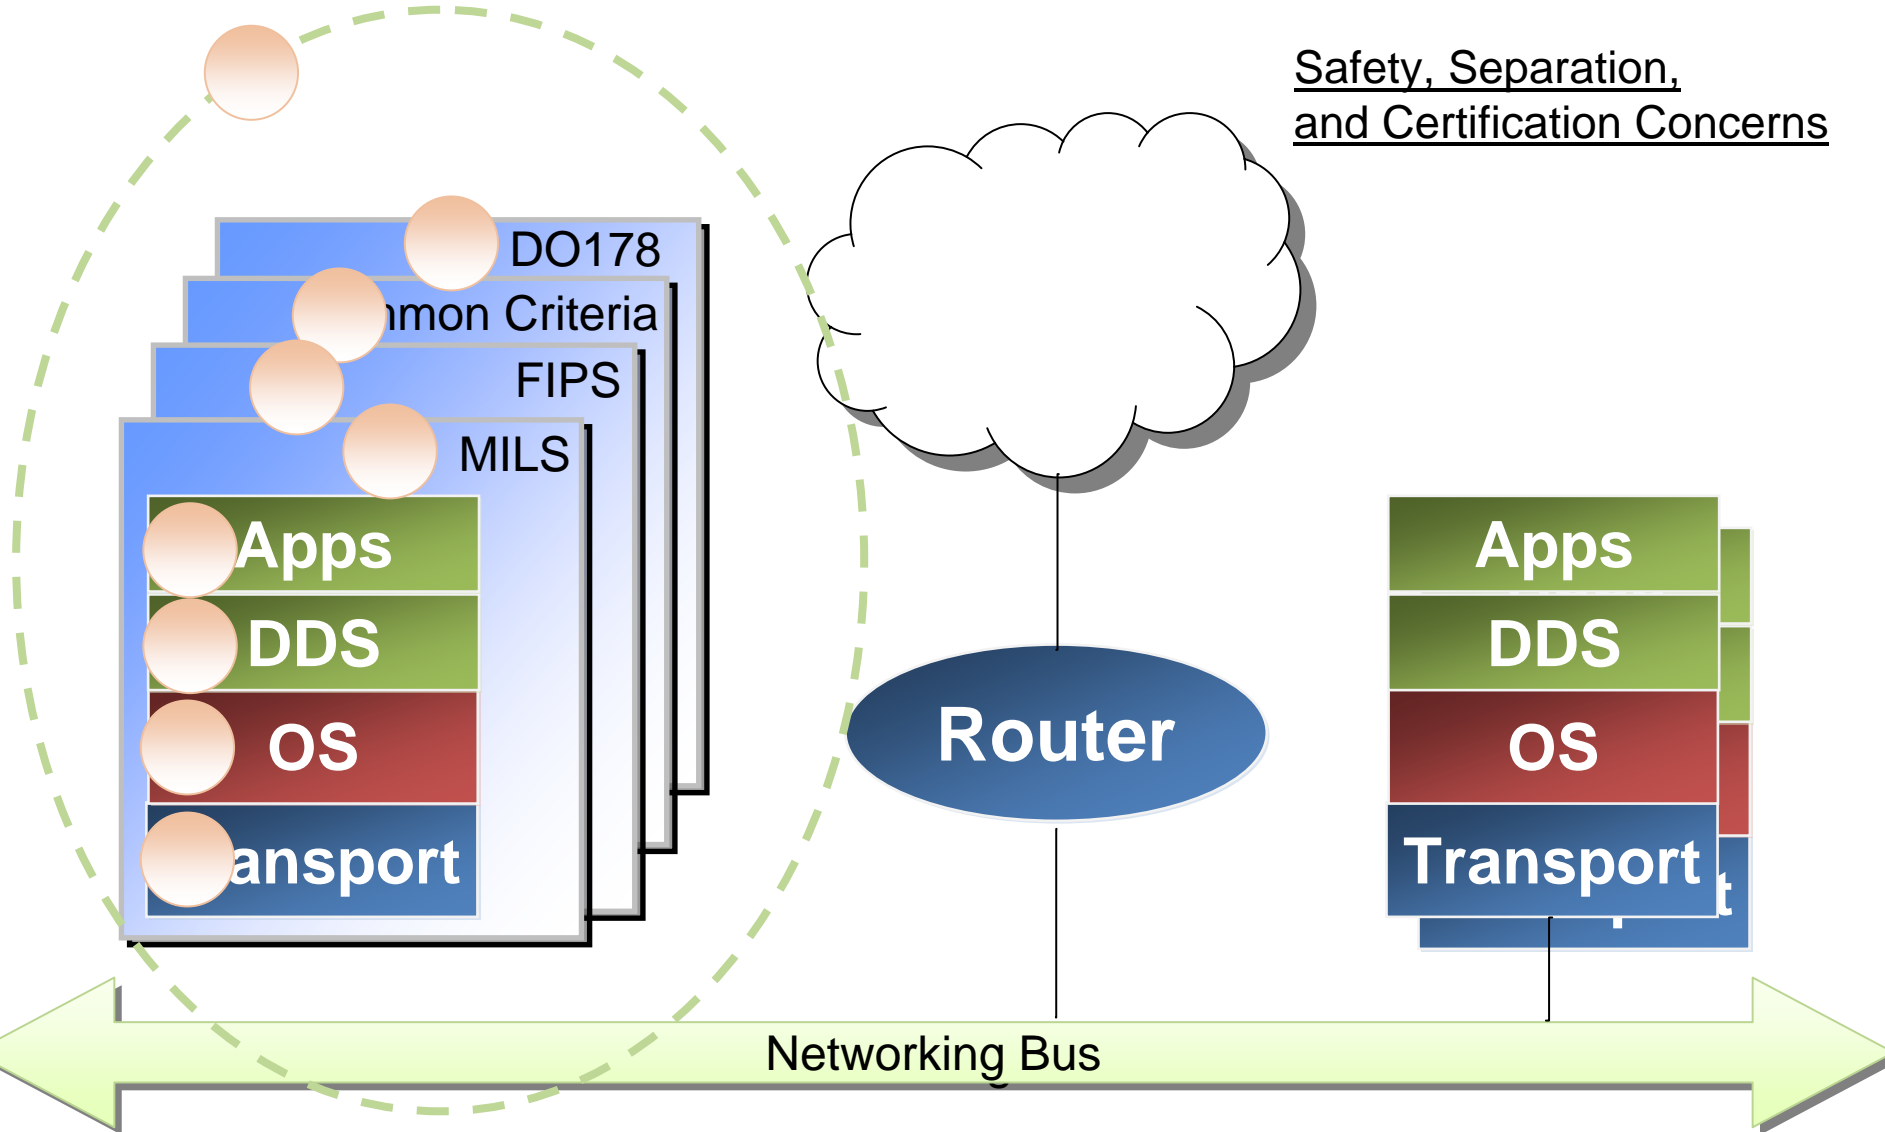 Safety, Separation,
and Certification Concerns
DO178
mmon Criteria
FIPS
MILS
Apps
DDS
OS
ansport
Router
Apps
DDS
OS
Transport
t
Networking Bus